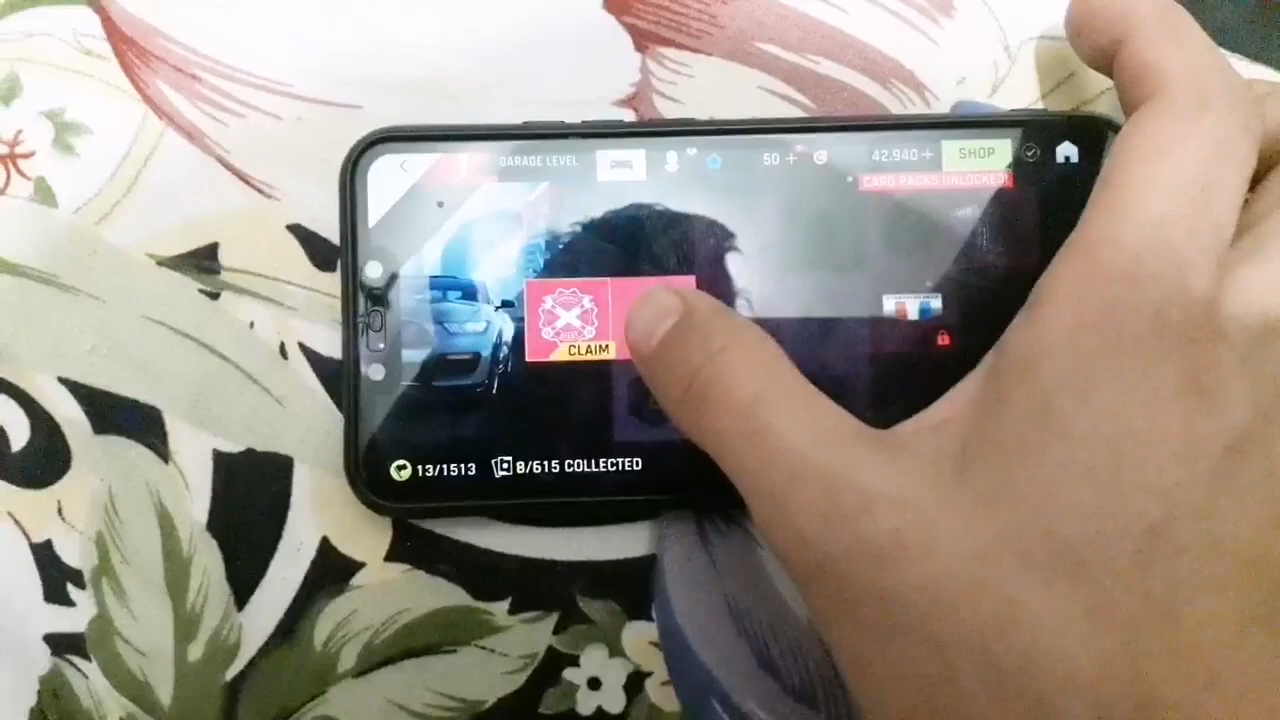 GARAGE LEVEL
50 +
42,940 +
SHOP
CARD PACKS UNLOCKED!
CLAIM
13/1513
8/615 COLLECTED